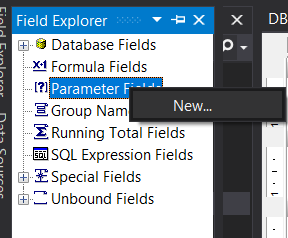 Field Explorer
Data Sources
Field Explorer
Database Fields
Formula Fields
Parameter Fields
New...
Group Nam
Running Total Fields
SQL Expression Fields
Special Fields
Unbound Fields
DB